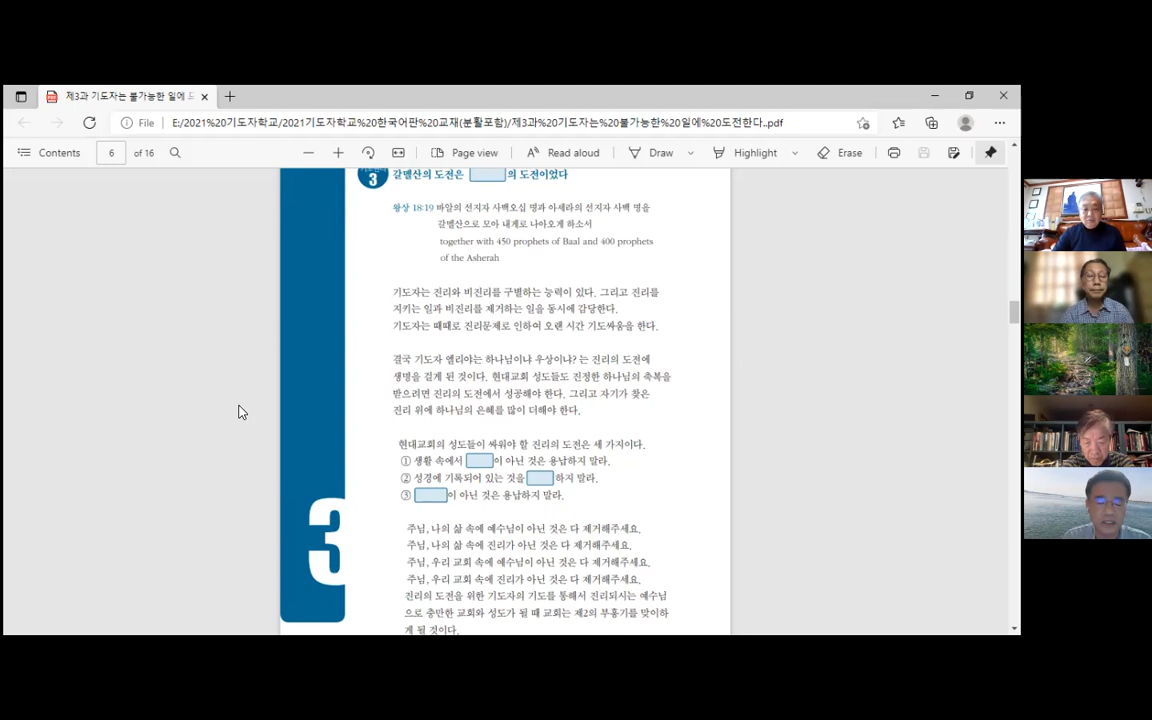 제3과 기도자는 불가능한 일에 도
File
E:/2021%20기도자학교/2021기도자학교%20한국어판%20교재(분활포함)/제3과%20기도자는%20불가능한%20일에%20도전한다..pdf
Contents
6
of 16
Page view
Read aloud
Draw
Highlight
Erase
3
갈멜산의 도전은
의 도전이었다
왕상 18:19 바알의 선지자 사백오십 명과 아세라의 선지자 사백 명을
갈멜산으로 모아 내게로 나아오게 하소서
together with 450 prophets of Baal and 400 prophets
of the Asherah
기도자는 진리와 비진리를 구별하는 능력이 있다. 그리고 진리를
지키는 일과 비진리를 제거하는 일을 동시에 감당한다.
기도자는 때때로 진리문제로 인하여 오랜 시간 기도싸움을 한다.
결국 기도자 엘리야는 하나님이냐 우상이냐? 는 진리의 도전에
생명을 걸게 된 것이다. 현대교회 성도들도 진정한 하나님의 축복을
받으려면 진리의 도전에서 성공해야 한다. 그리고 자기가 찾은
진리 위에 하나님의 은혜를 많이 더해야 한다.
현대교회의 성도들이 싸워야 할 진리의 도전은 세 가지이다.
① 생활 속에서 이 아닌 것은 용납하지 말라.
② 성경에 기록되어 있는 것을 하지 말라.
③ 이 아닌 것은 용납하지 말라.
3
주님, 나의 삶 속에 예수님이 아닌 것은 다 제거해주세요.
주님, 나의 삶 속에 진리가 아닌 것은 다 제거해주세요.
주님, 우리 교회 속에 예수님이 아닌 것은 다 제거해주세요.
주님, 우리 교회 속에 진리가 아닌 것은 다 제거해주세요.
진리의 도전을 위한 기도자의 기도를 통해서 진리되시는 예수님
으로 충만한 교회와 성도가 될 때 교회는 제2의 부흥기를 맞이하
게 될 것이다.